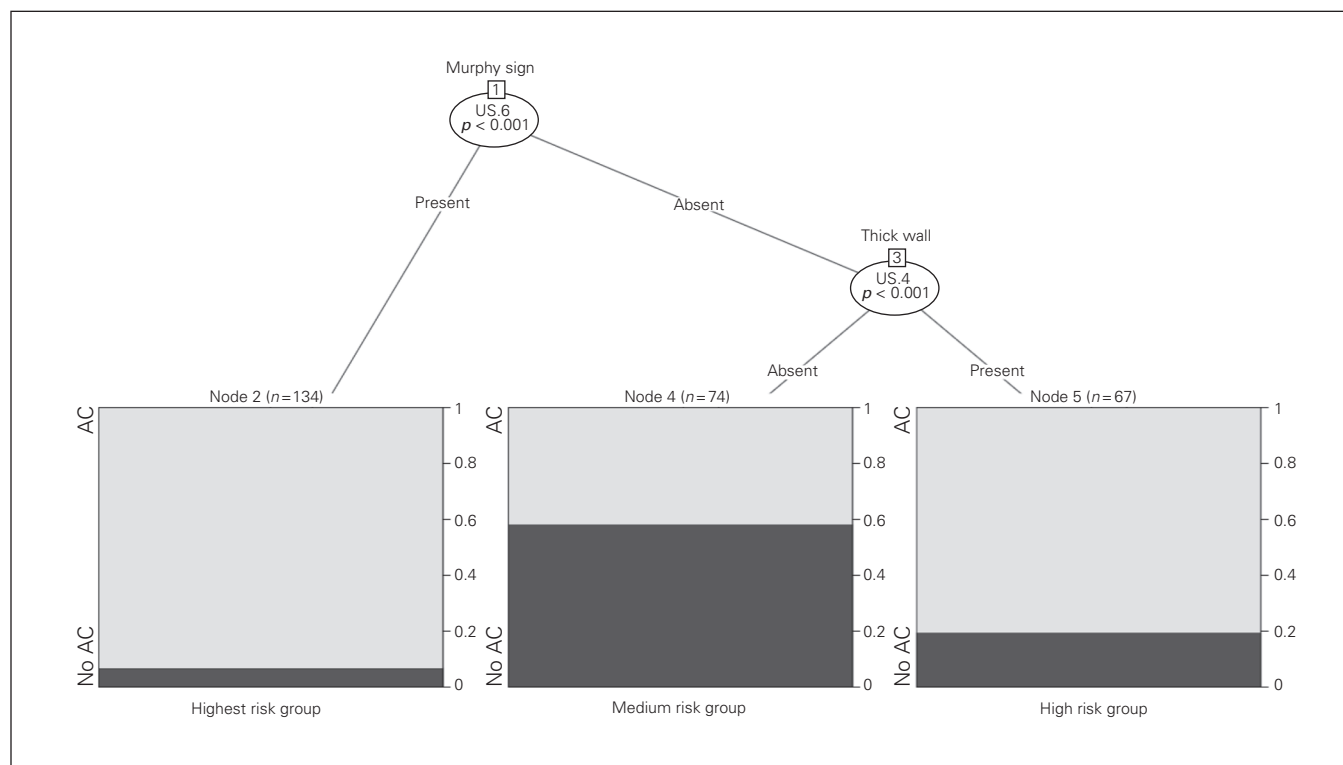 Murphy sign
1
US.6
p < 0.001
Present
Absent
Thick wall
3
US.4
p < 0.001
Absent
Present
Node 2 (n=134)
AC
No AC
1
0.8
0.6
0.4
0.2
0
Highest risk group
Node 4 (n=74)
AC
No AC
1
0.8
0.6
0.4
0.2
0
Medium risk group
Node 5 (n=67)
AC
No AC
1
0.8
0.6
0.4
0.2
0
High risk group